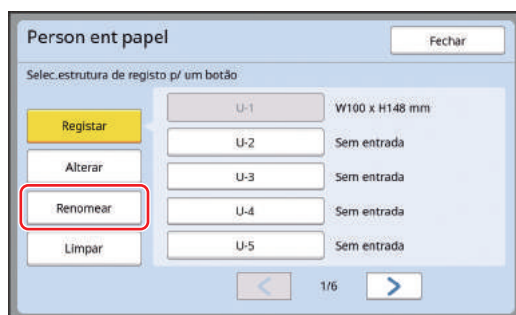 Person ent papel
Fechar
Selec.estrutura de registo p/ um botão
Registar
Alterar
Renomear
Limpar
U-1 W100 x H148 mm
U-2 Sem entrada
U-3 Sem entrada
U-4 Sem entrada
U-5 Sem entrada
1/6